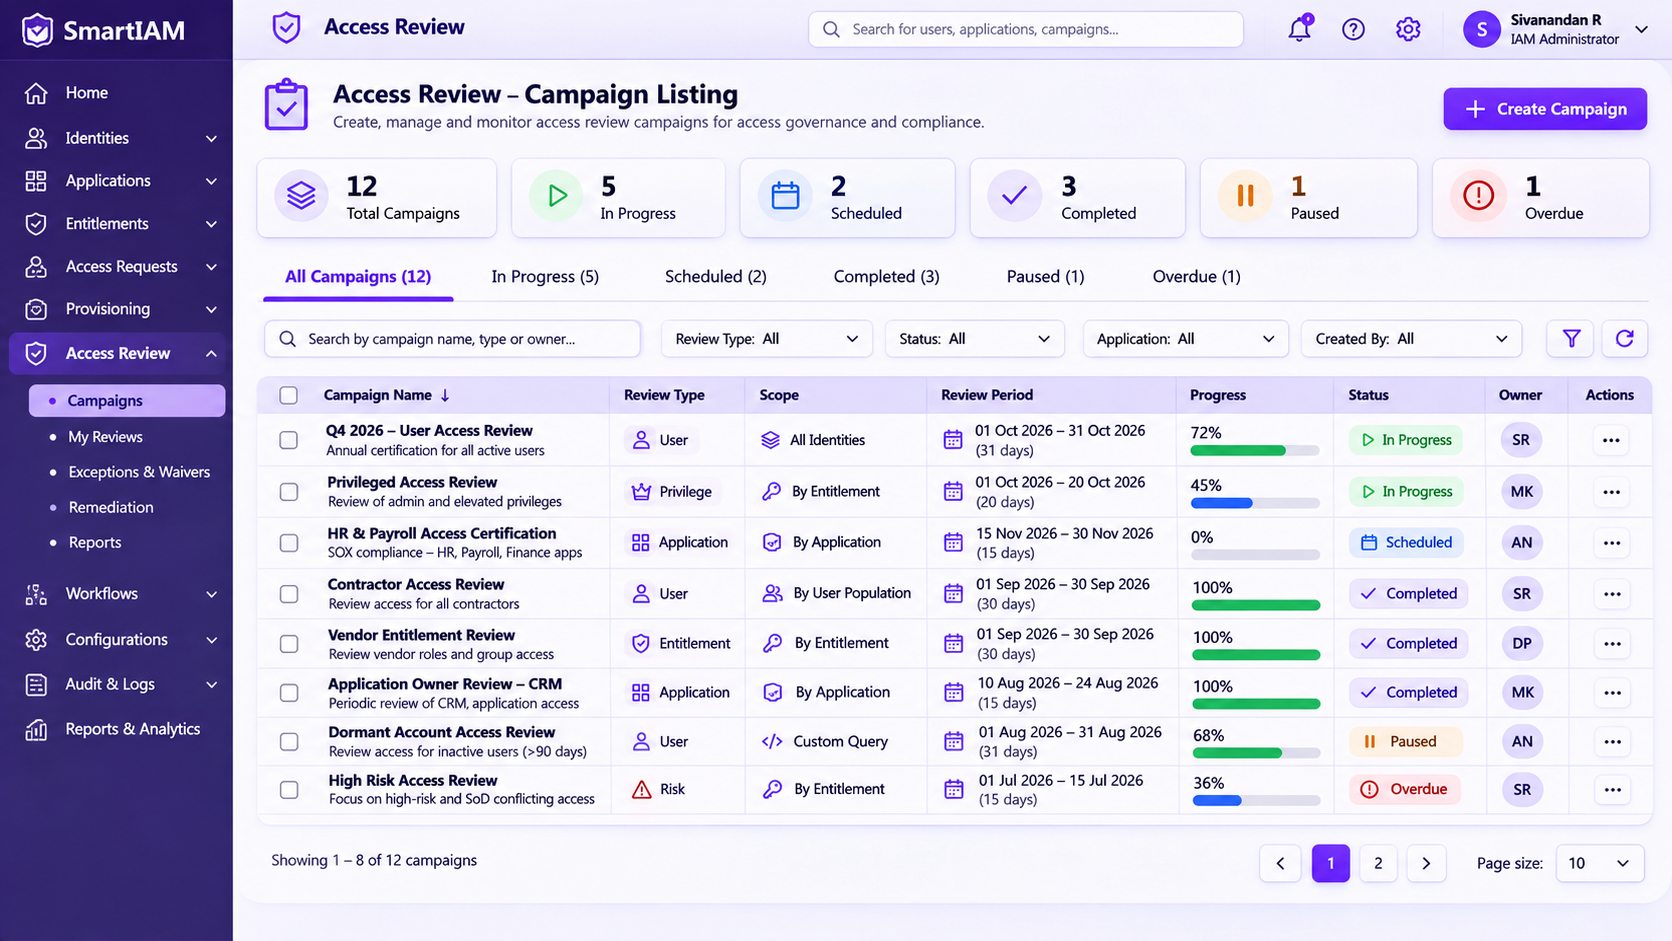 SmartIAM
Access Review
Search for users, applications, campaigns...
S
Sivanandan R
IAM Administrator
Home
Identities
Applications
Entitlements
Access Requests
Provisioning
Access Review
Campaigns
My Reviews
Exceptions & Waivers
Remediation
Reports
Workflows
Configurations
Audit & Logs
Reports & Analytics
Access Review – Campaign Listing
Create, manage and monitor access review campaigns for access governance and compliance.
+ Create Campaign
12
Total Campaigns
5
In Progress
2
Scheduled
3
Completed
1
Paused
1
Overdue
All Campaigns (12) In Progress (5) Scheduled (2) Completed (3) Paused (1) Overdue (1)
Search by campaign name, type or owner... Review Type: All Status: All Application: All Created By: All
Campaign Name ↓ Review Type Scope Review Period Progress Status Owner Actions
Q4 2026 – User Access Review
Annual certification for all active users
User
All Identities
01 Oct 2026 – 31 Oct 2026
(31 days)
72%
In Progress
SR
Privileged Access Review
Review of admin and elevated privileges
Privilege
By Entitlement
01 Oct 2026 – 20 Oct 2026
(20 days)
45%
In Progress
MK
HR & Payroll Access Certification
SOX compliance – HR, Payroll, Finance apps
Application
By Application
15 Nov 2026 – 30 Nov 2026
(15 days)
0%
Scheduled
AN
Contractor Access Review
Review access for all contractors
User
By User Population
01 Sep 2026 – 30 Sep 2026
(30 days)
100%
Completed
SR
Vendor Entitlement Review
Review vendor roles and group access
Entitlement
By Entitlement
01 Sep 2026 – 30 Sep 2026
(30 days)
100%
Completed
DP
Application Owner Review – CRM
Periodic review of CRM, application access
Application
By Application
10 Aug 2026 – 24 Aug 2026
(15 days)
100%
Completed
MK
Dormant Account Access Review
Review access for inactive users (>90 days)
User
Custom Query
01 Aug 2026 – 31 Aug 2026
(31 days)
68%
Paused
AN
High Risk Access Review
Focus on high-risk and SoD conflicting access
Risk
By Entitlement
01 Jul 2026 – 15 Jul 2026
(15 days)
36%
Overdue
SR
Showing 1 – 8 of 12 campaigns
1 2 Page size: 10